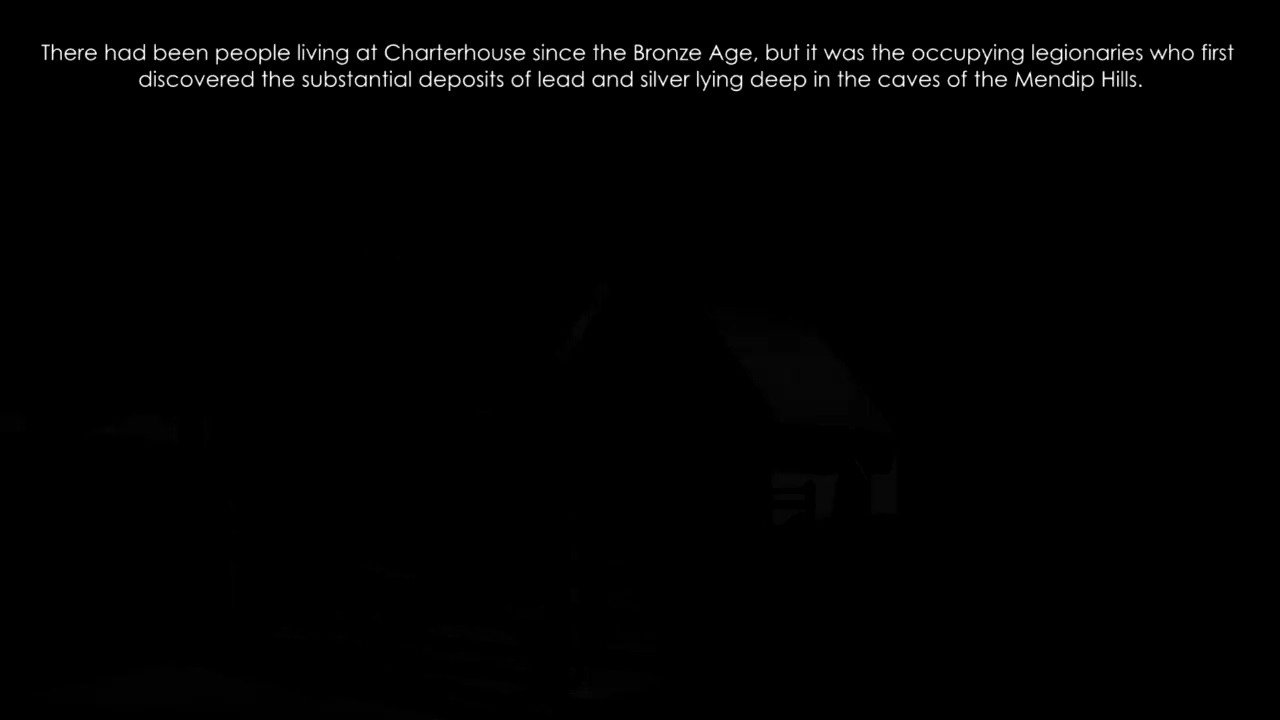 There had been people living at Charterhouse since the Bronze Age, but it was the occupying legionaries who first
discovered the substantial deposits of lead and silver lying deep in the caves of the Mendip Hills.